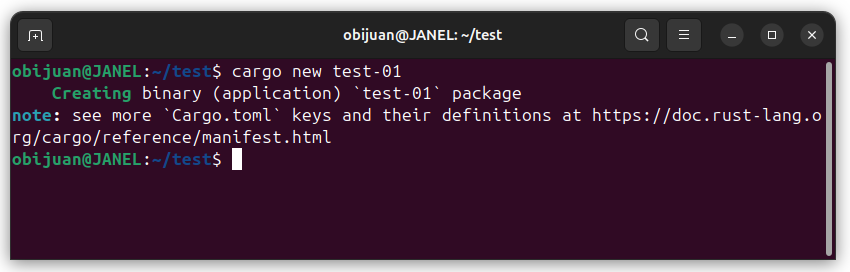 obijuan@JANEL: ~/test
obijuan@JANEL:~/test$ cargo new test-01
    Creating binary (application) `test-01` package
note: see more `Cargo.toml` keys and their definitions at https://doc.rust-lang.o
rg/cargo/reference/manifest.html
obijuan@JANEL:~/test$